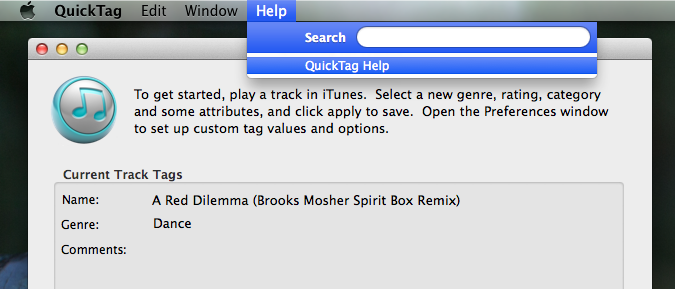 QuickTag Edit Window Help
Search
QuickTag Help
To get started, play a track in iTunes. Select a new genre, rating, category
and some attributes, and click apply to save. Open the Preferences window
to set up custom tag values and options.
Current Track Tags
Name: A Red Dilemma (Brooks Mosher Spirit Box Remix)
Genre: Dance
Comments: